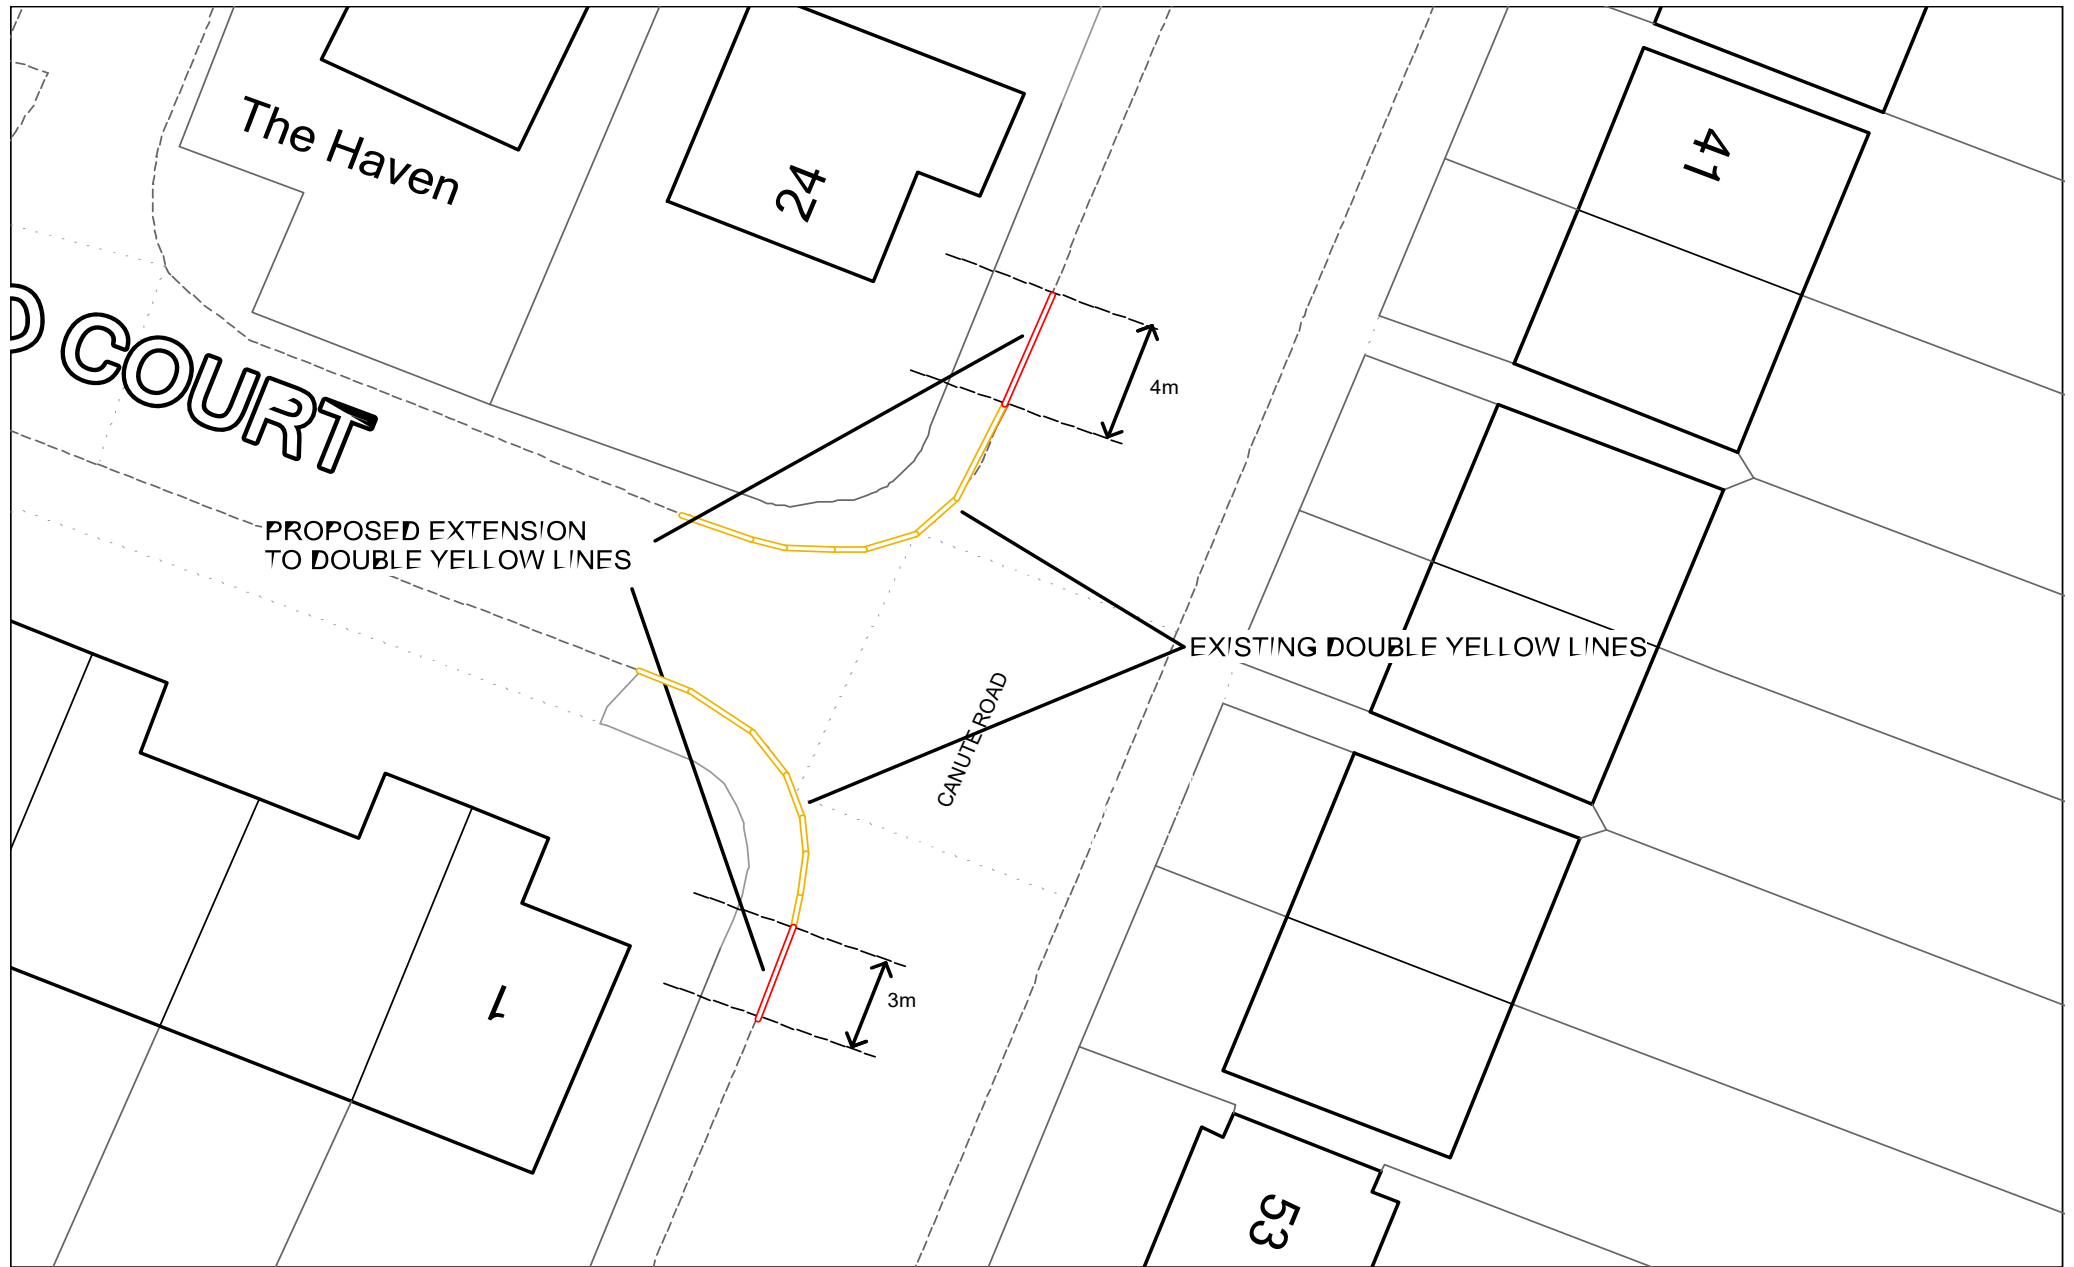 The Haven
24
41
D COURT
4m
PROPOSED EXTENSION
TO DOUBLE YELLOW LINES
EXISTING DOUBLE YELLOW LINES
CANUTE ROAD
1
3m
53